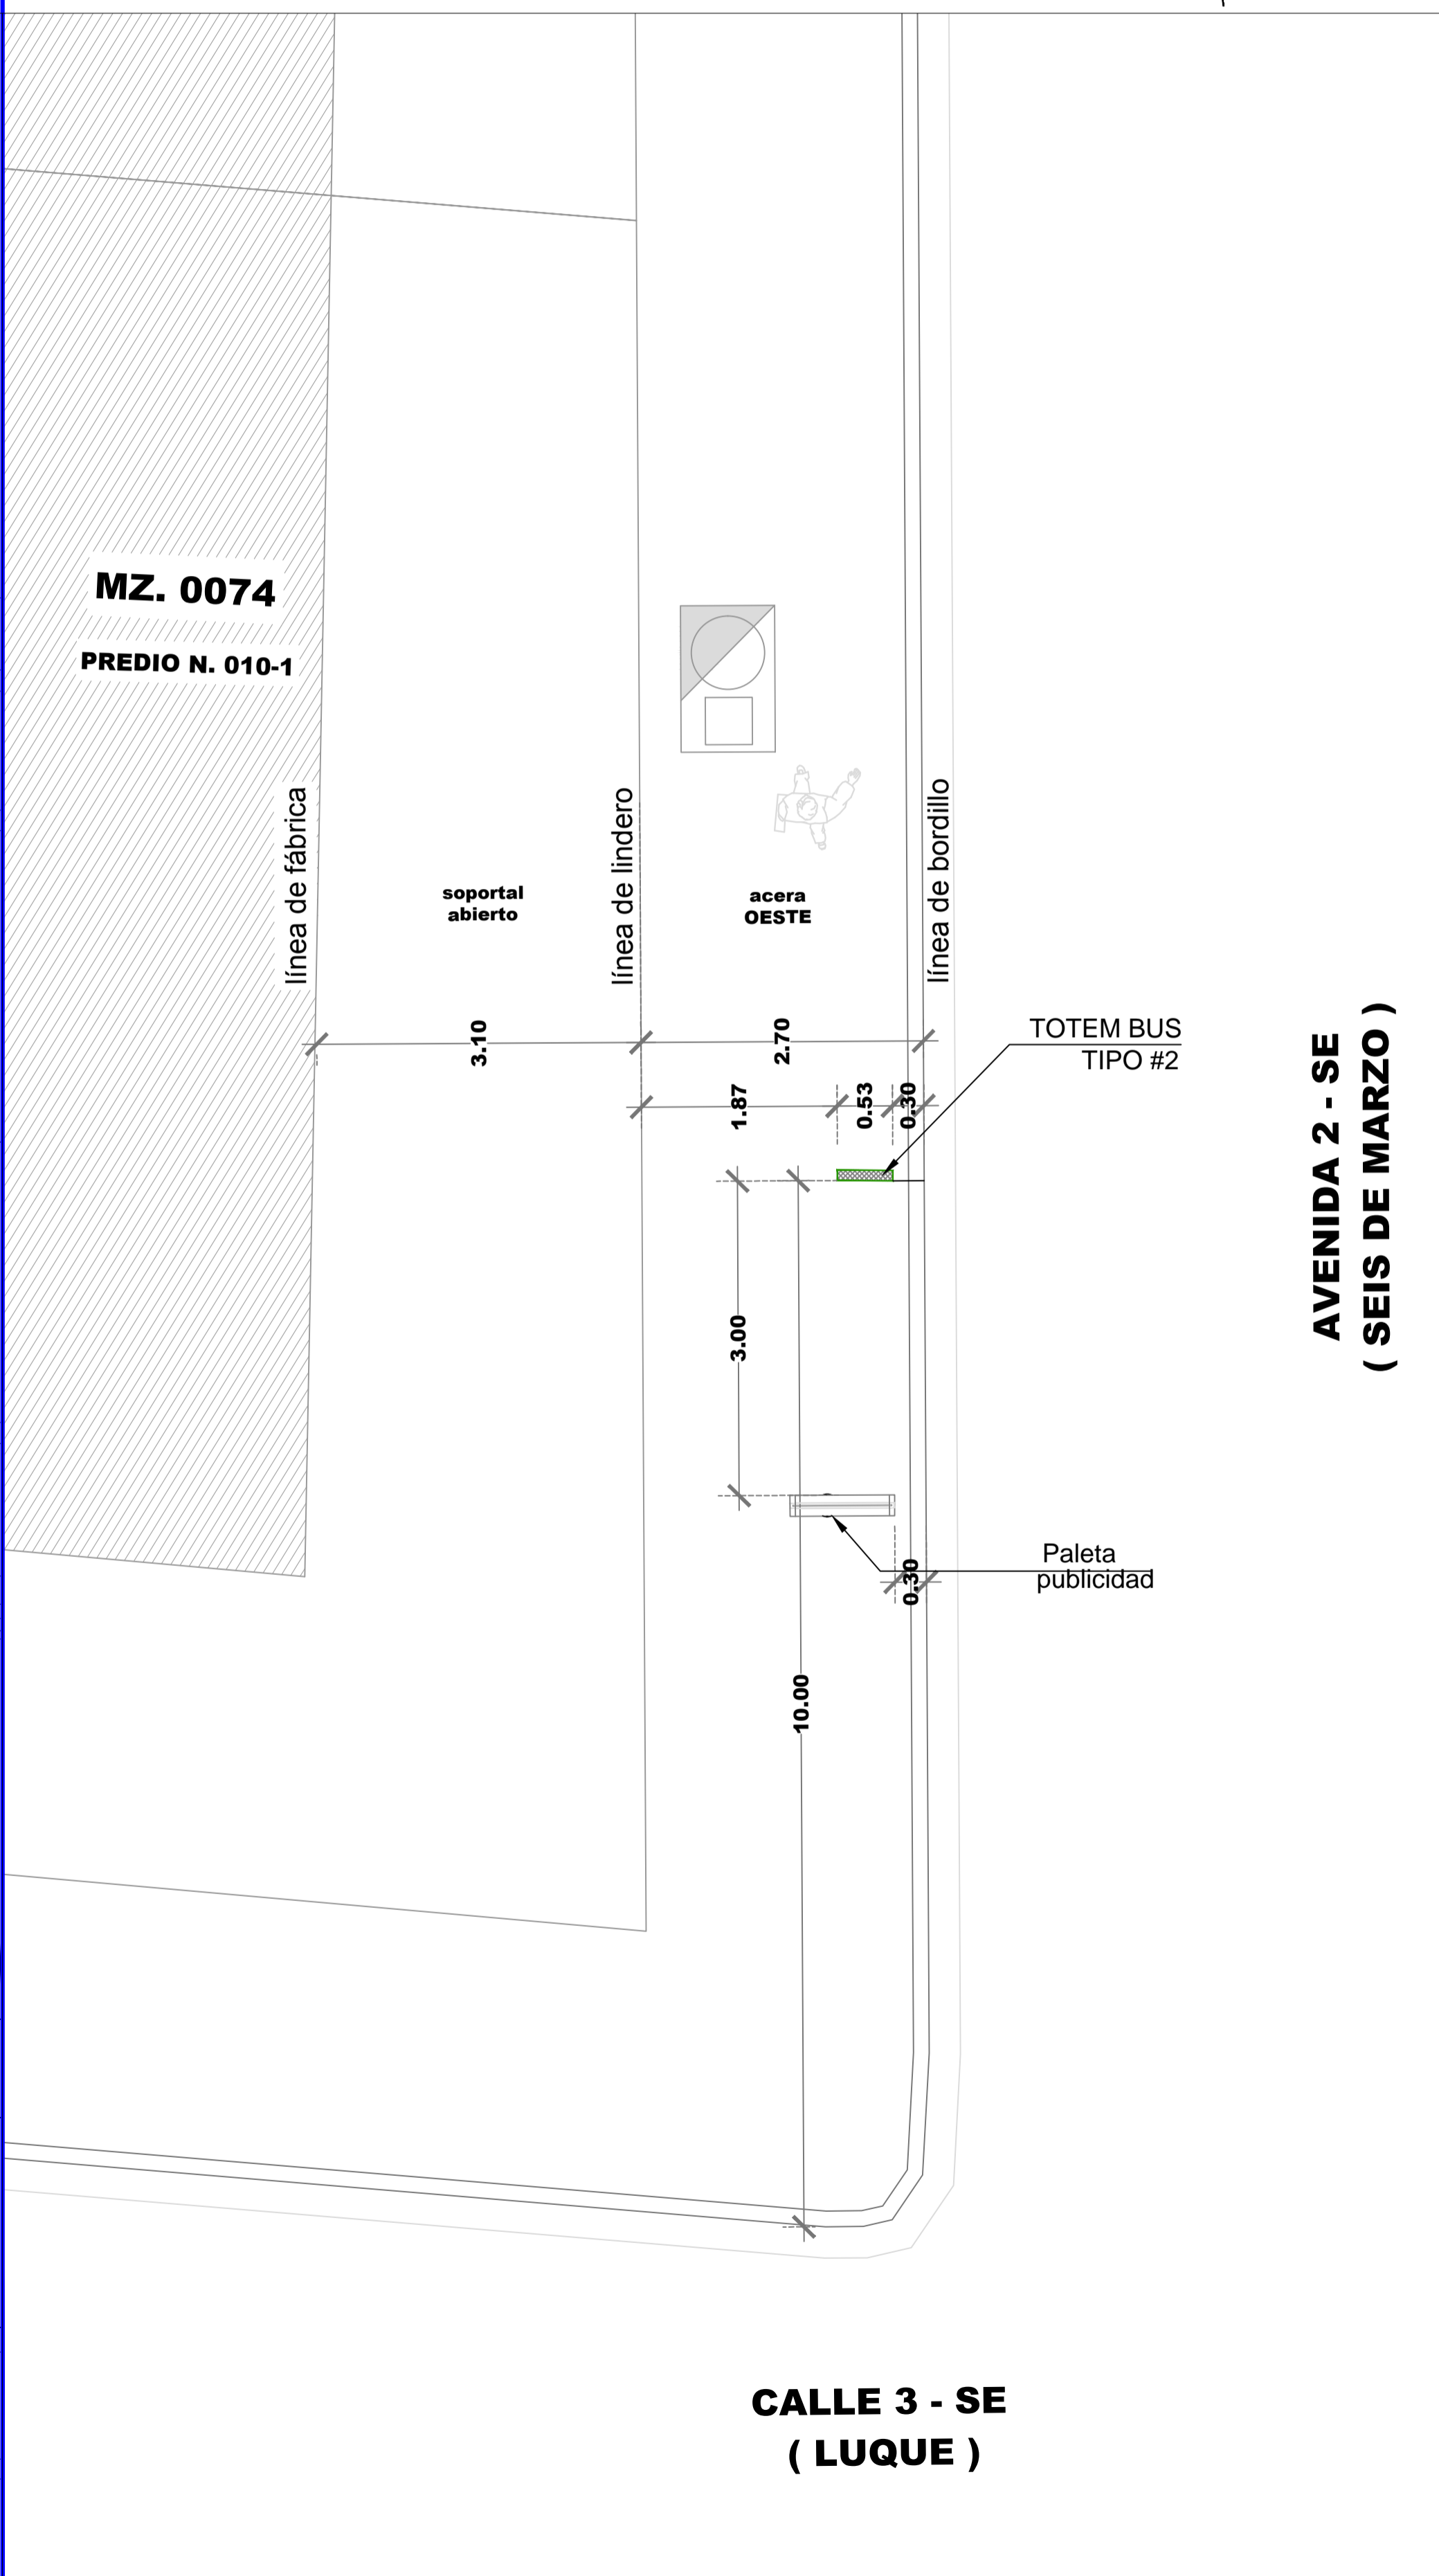 MZ. 0074
PREDIO N. 010-1
línea de fábrica
línea de lindero
línea de bordillo
soportal
abierto
acera
OESTE
3.10
2.70
1.87
0.53
0.30
TOTEM BUS
TIPO #2
AVENIDA 2 - SE
( SEIS DE MARZO )
3.00
Paleta
publicidad
0.30
10.00
CALLE 3 - SE
( LUQUE )